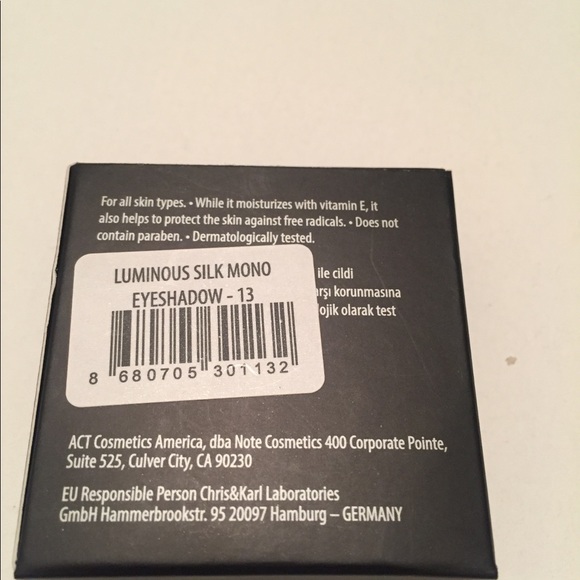 For all skin types. • While it moisturizes with vitamin E, it
also helps to protect the skin against free radicals. • Does not
contain paraben. • Dermatologically tested.
LUMINOUS SILK MONO
EYESHADOW - 13
8 680705 301132
ile cildi
korunmasına
olarak test
ACT Cosmetics America, dba Note Cosmetics 400 Corporate Pointe,
Suite 525, Culver City, CA 90230
EU Responsible Person Chris&Karl Laboratories
GmbH Hammerbrookstr. 95 20097 Hamburg – GERMANY